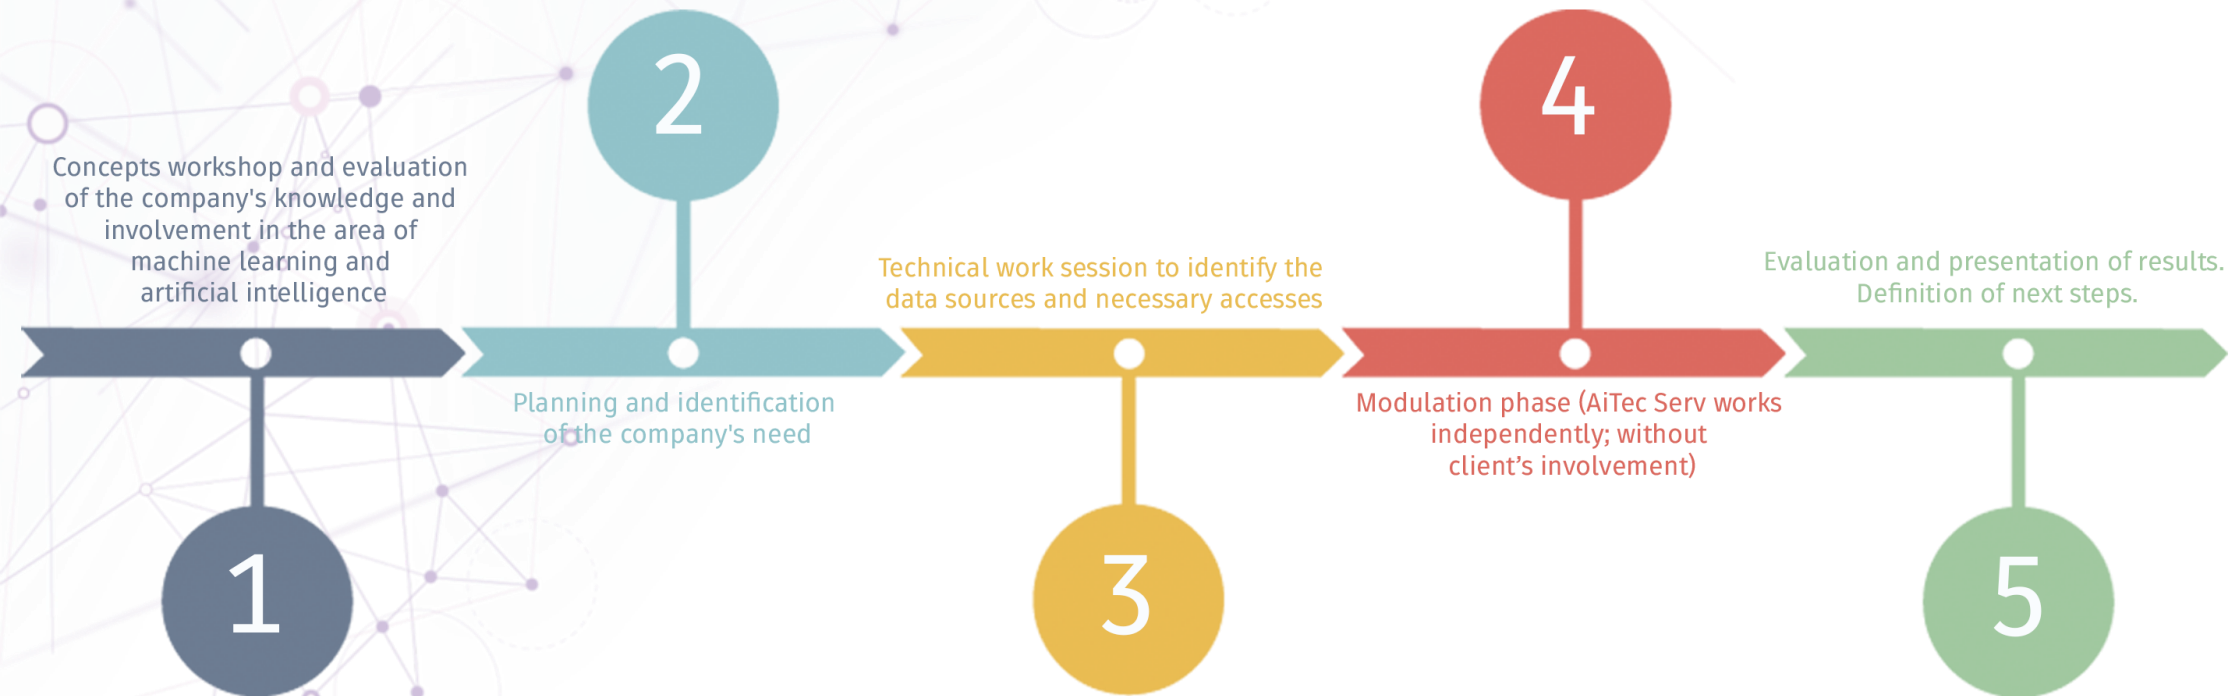 Concepts workshop and evaluation
of the company's knowledge and
involvement in the area of
machine learning and
artificial intelligence
1
2
Planning and identification
of the company's need
Technical work session to identify the
data sources and necessary accesses
3
4
Modulation phase (AiTec Serv works
independently; without
client’s involvement)
Evaluation and presentation of results.
Definition of next steps.
5